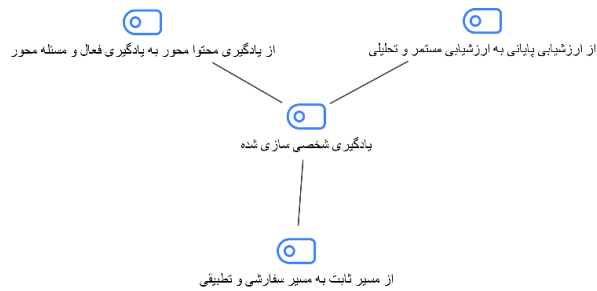 از ارزشیابی پایانی به ارزشیابی مستمر و تحلیلی
از یادگیری محتوا محور به یادگیری فعال و مسئله محور
یادگیری شخصی سازی شده
از مسیر ثابت به مسیر سفارشی و تطبیقی